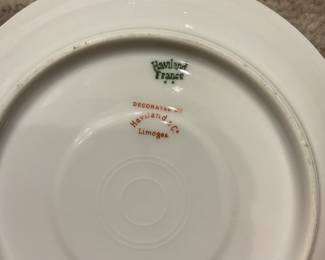 Haviland
France
DECORATED BY
Haviland & Co
Limoges